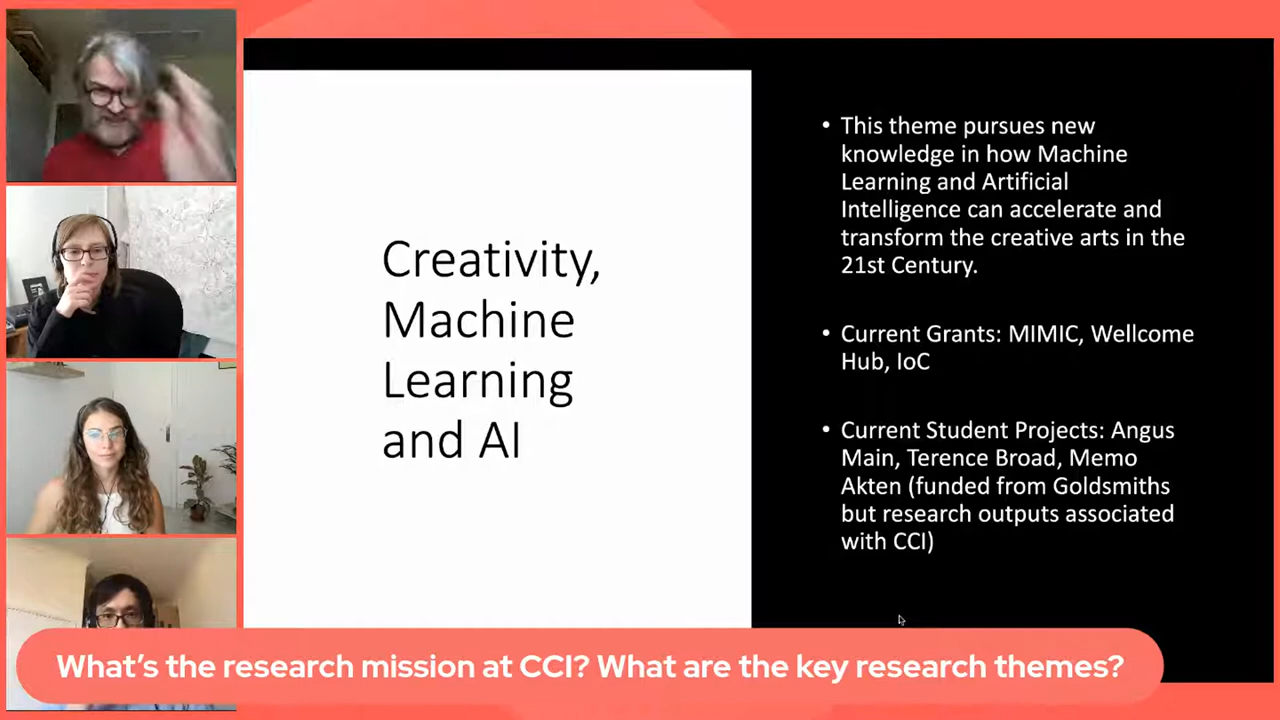 Creativity,
Machine
Learning
and AI
• This theme pursues new
knowledge in how Machine
Learning and Artificial
Intelligence can accelerate and
transform the creative arts in the
21st Century.
• Current Grants: MIMIC, Wellcome
Hub, IoC
• Current Student Projects: Angus
Main, Terence Broad, Memo
Akten (funded from Goldsmiths
but research outputs associated
with CCI)
What's the research mission at CCI? What are the key research themes?